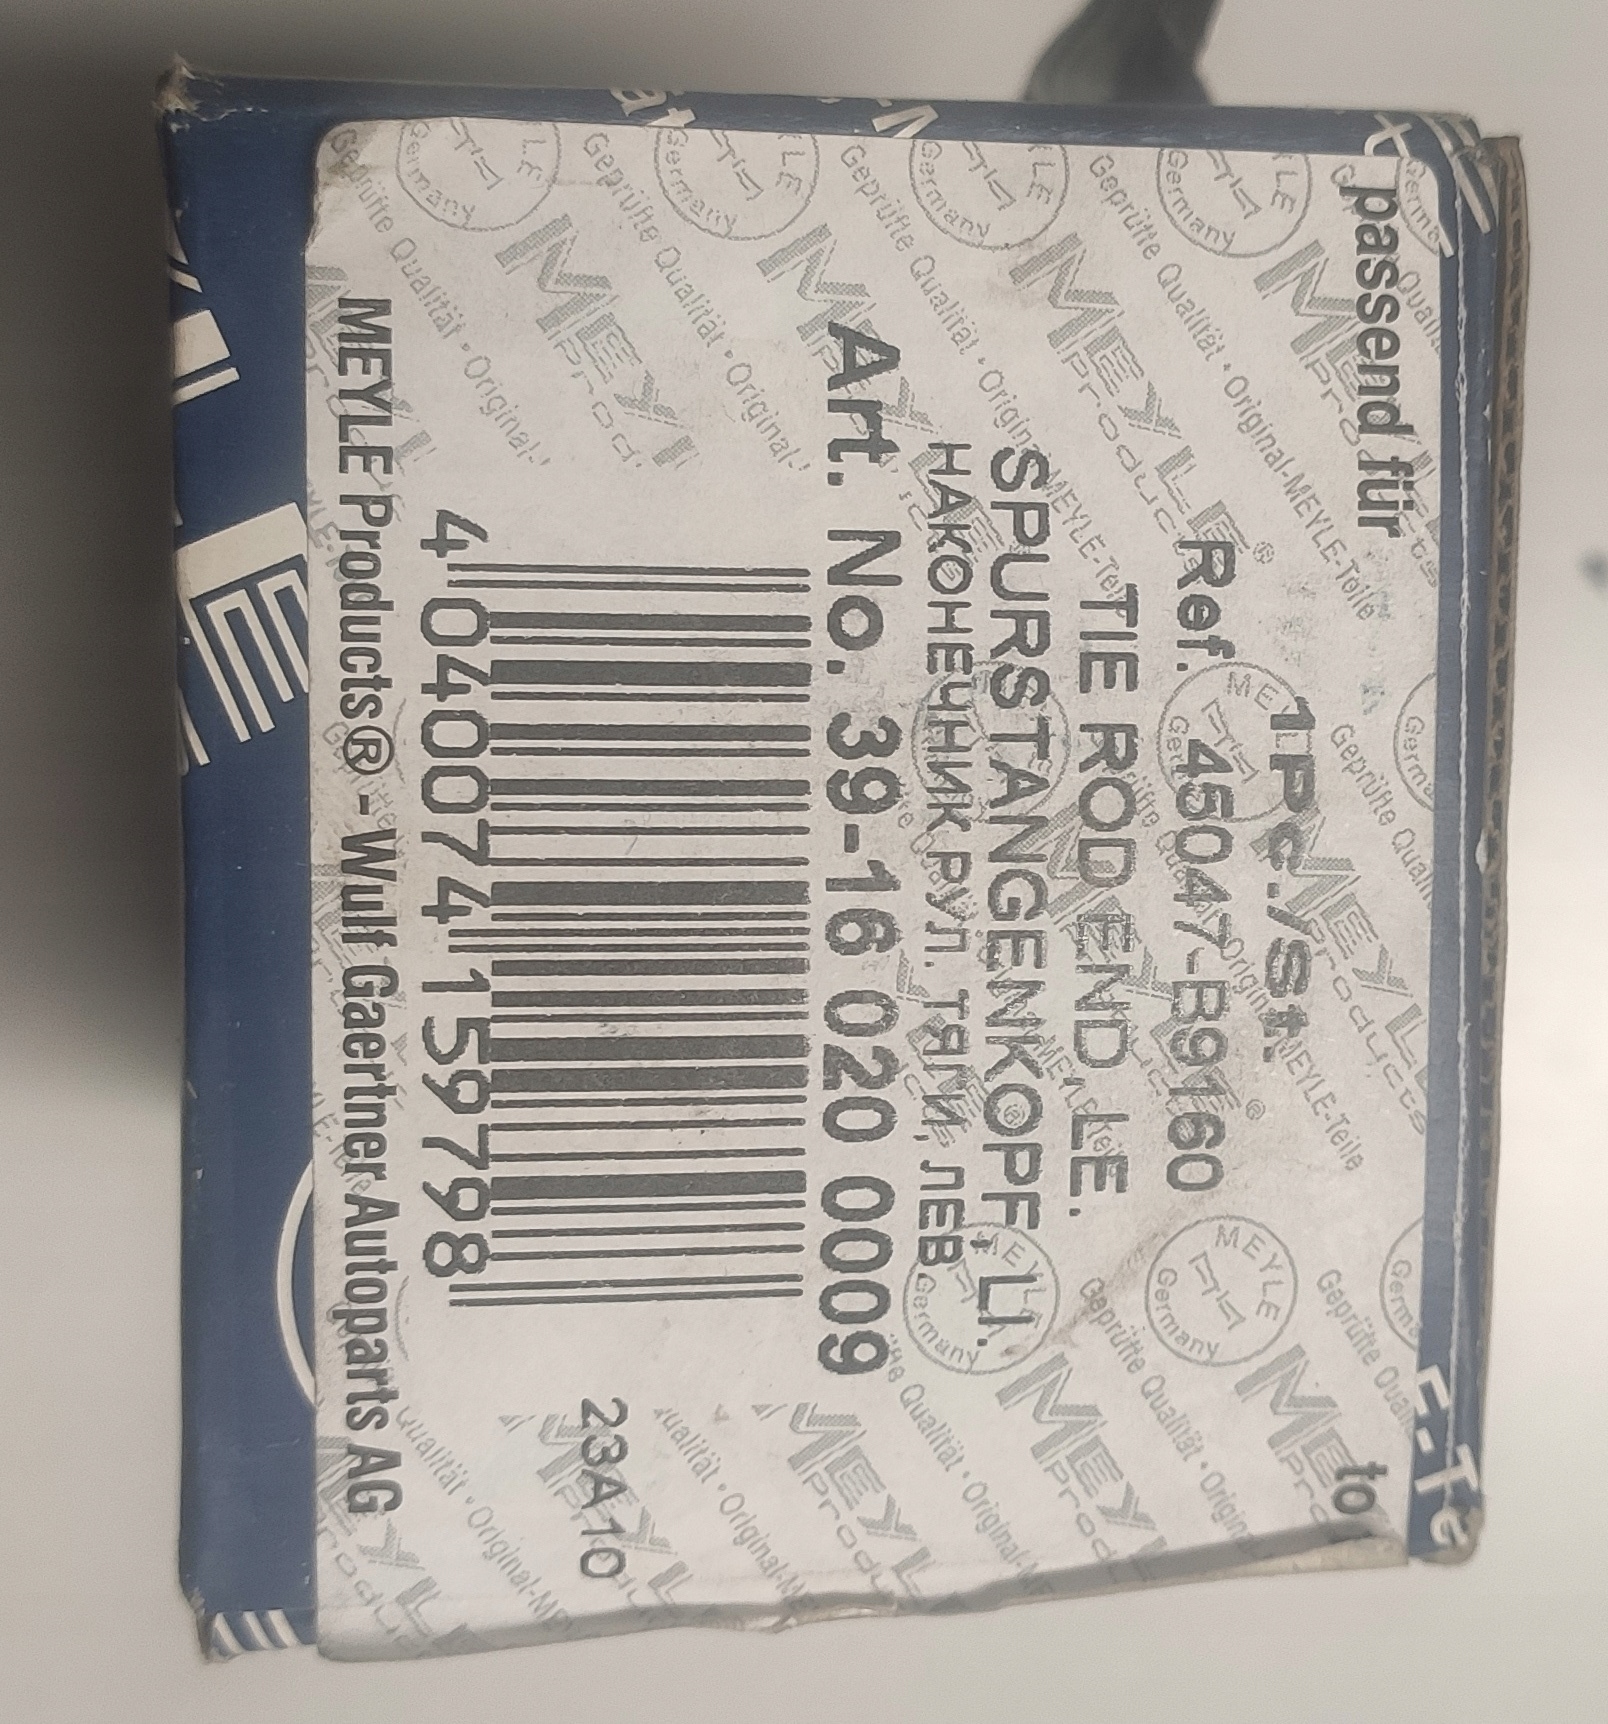 passend für to
1Pc./St.
Ref. 45047-B9160
TIE ROD END, LE.
SPURSTANGENKOPF, LI.
НАКОНЕЧНИК РУЛ. ТЯГИ, ЛЕВ.
Art. No. 39-16 020 0009
4 040074 159798
23A10
MEYLE Products® - Wulf Gaertner Autoparts AG